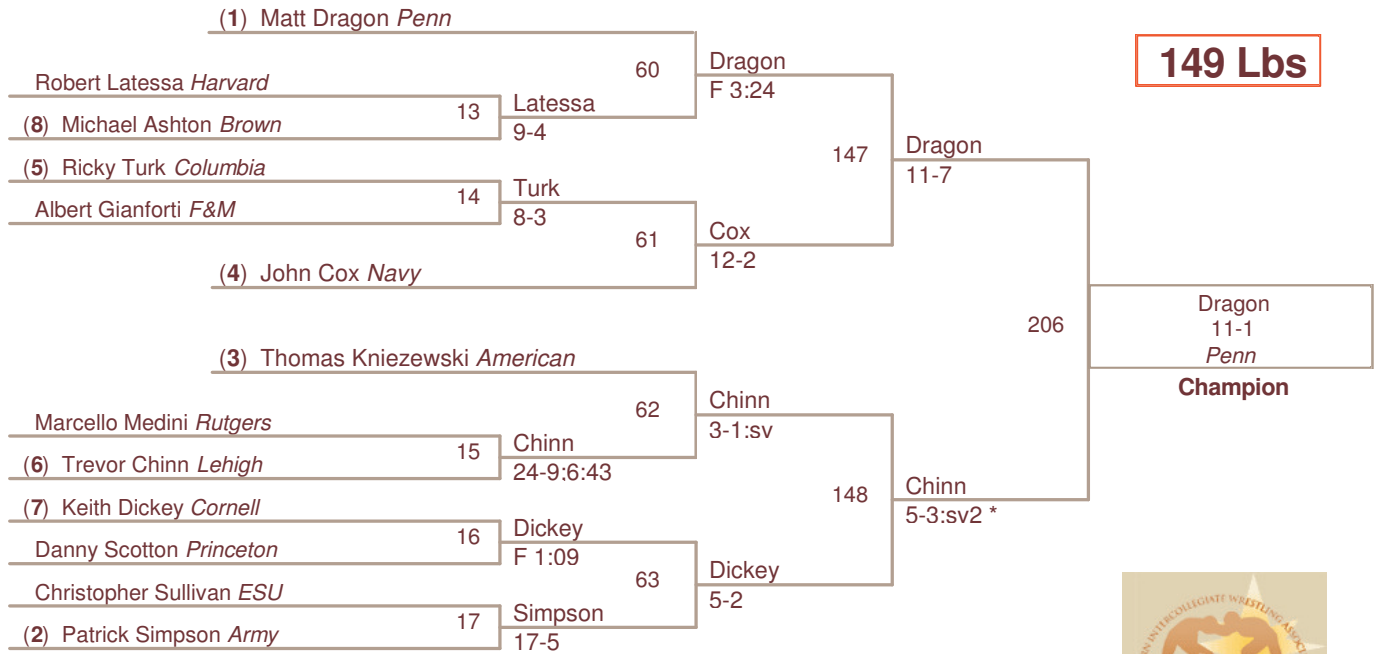 (1) Matt Dragon Penn
149 Lbs
60
Dragon
F 3:24
Robert Latessa Harvard
13
Latessa
9-4
(8) Michael Ashton Brown
147
Dragon
11-7
(5) Ricky Turk Columbia
14
Turk
8-3
Albert Gianforti F&M
61
Cox
12-2
(4) John Cox Navy
206
Dragon
11-1
Penn
Champion
(3) Thomas Kniezewski American
62
Chinn
3-1:sv
Marcello Medini Rutgers
15
Chinn
24-9:6:43
(6) Trevor Chinn Lehigh
148
Chinn
5-3:sv2 *
(7) Keith Dickey Cornell
16
Dickey
F 1:09
Danny Scotton Princeton
63
Dickey
5-2
Christopher Sullivan ESU
17
Simpson
17-5
(2) Patrick Simpson Army
INTERCOLLEGIATE WRESTLING